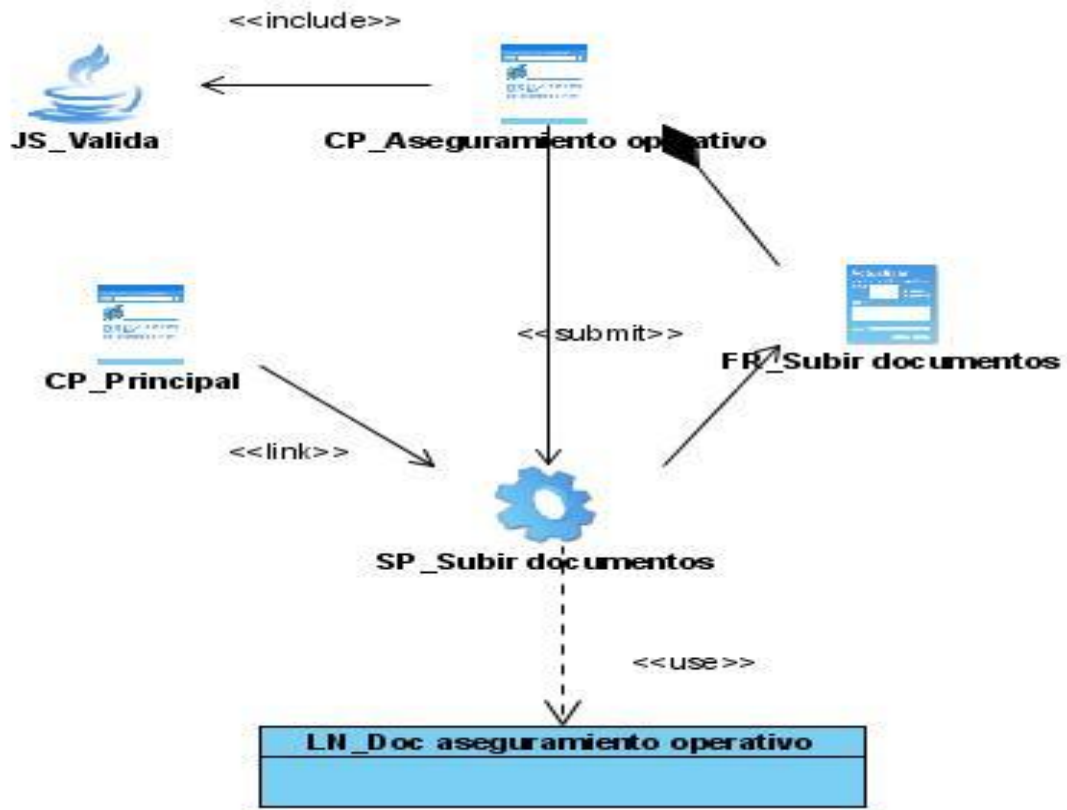 <<include>>
JS_Valida
CP_Aseguramiento operativo
CP_Principal
<<submit>>
FR_Subir documentos
<<link>>
SP_Subir documentos
<<use>>
LN_Doc aseguramiento operativo